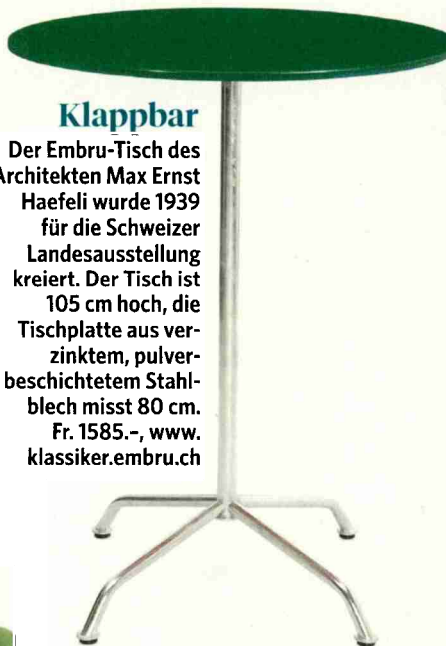 Klappbar
Der Embru-Tisch des
Architekten Max Ernst
Haefeli wurde 1939
für die Schweizer
Landesausstellung
kreiert. Der Tisch ist
105 cm hoch, die
Tischplatte aus ver-
zinktem, pulver-
beschichtetem Stahl-
blech misst 80 cm.
Fr. 1585.–, www.
klassiker.embru.ch